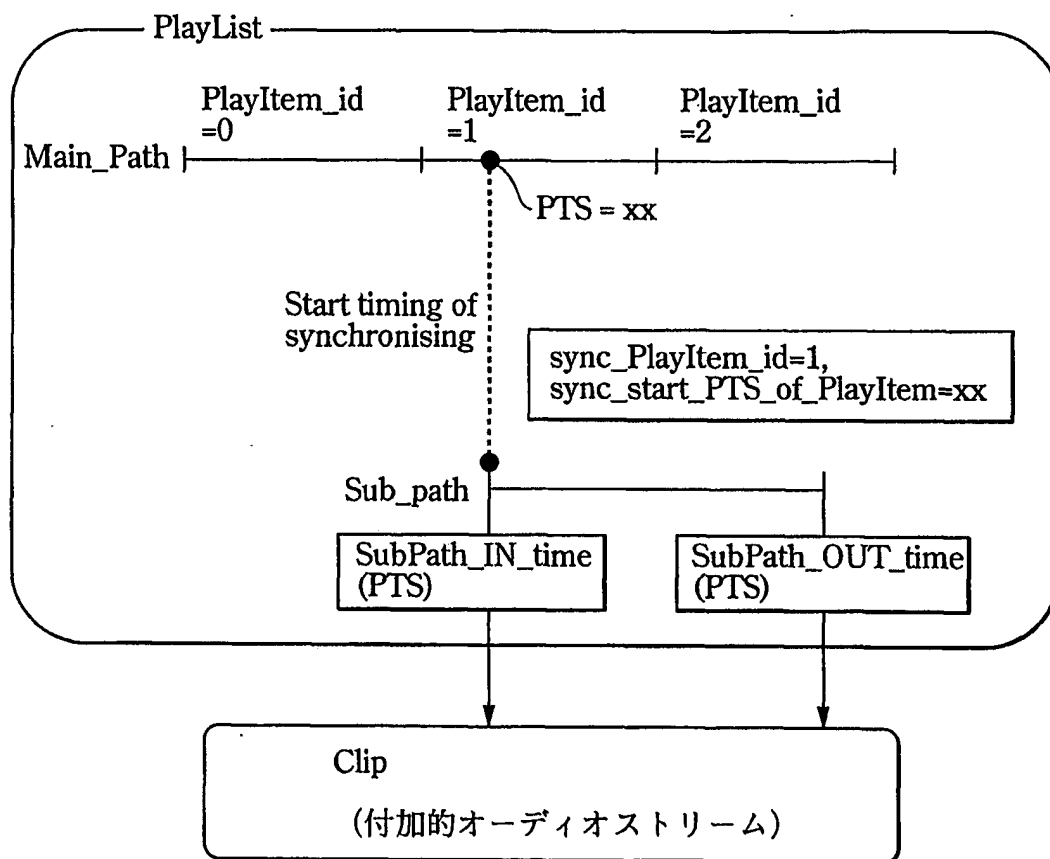 PlayList
PlayItem_id
=0
PlayItem_id
=1
PlayItem_id
=2
Main_Path
PTS = xx
Start timing of
synchronising
sync_PlayItem_id=1,
sync_start_PTS_of_PlayItem=xx
Sub_path
SubPath_IN_time
(PTS)
SubPath_OUT_time
(PTS)
Clip
(付加的オーディオストリーム)